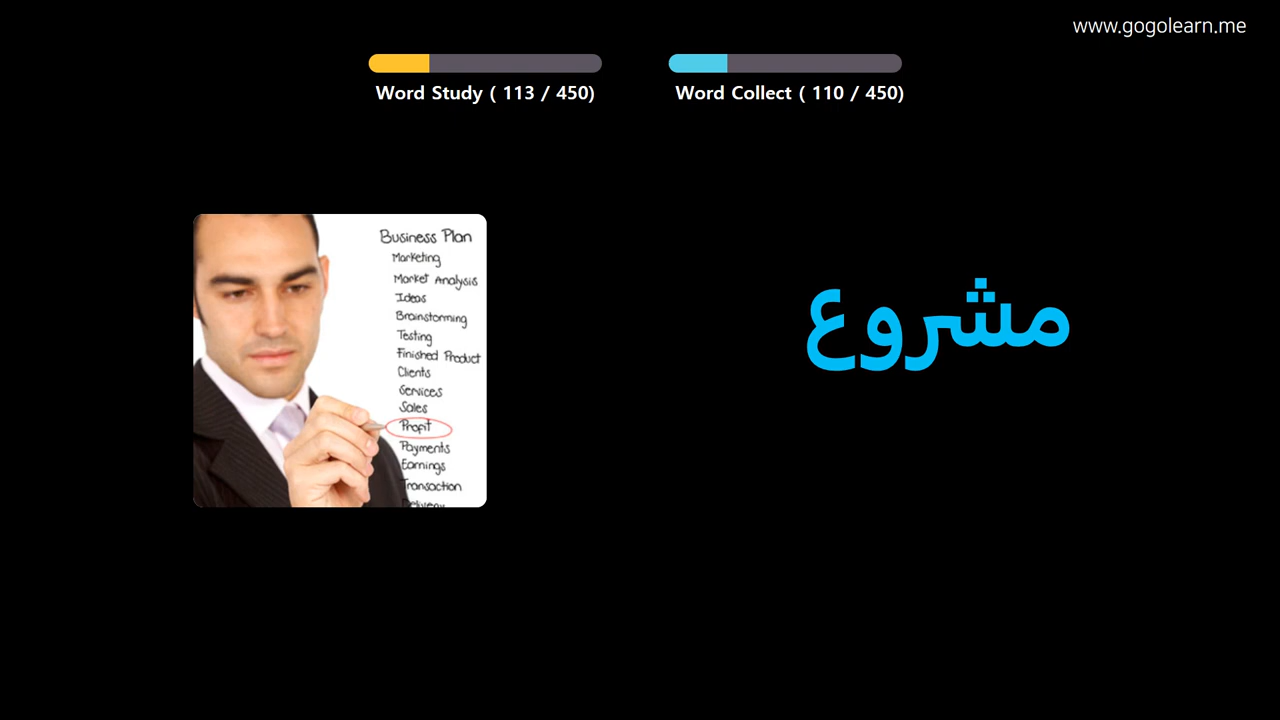 www.gogolearn.me
Word Study ( 113 / 450)
Word Collect ( 110 / 450)
Business Plan
Marketing
Market Analysis
Ideas
Brainstorming
Testing
Finished Product
Clients
Services
Sales
Profit
Payments
Earnings
Transaction
Delivery
مشروع